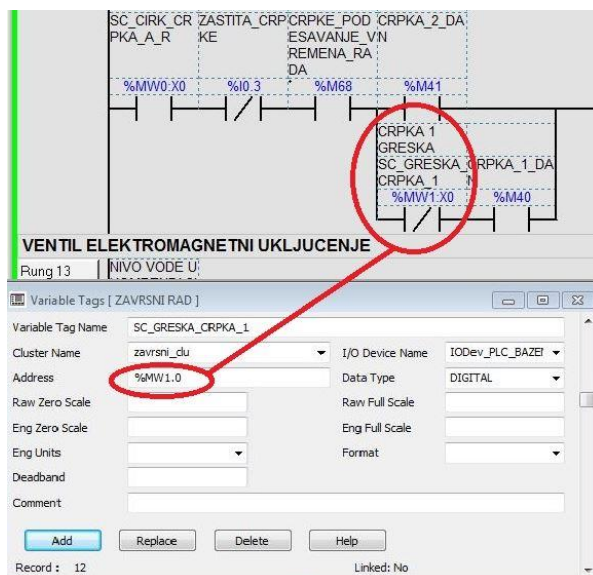 SC_CIRK_CR ZASTITA_CRP CRPKE_POD CRPKA_2_DA
PKA_A_R KE ESAVANJE_V N
REMENA_RA
DA
%MW0:X0 %I0.3 %M68 %M41
CRPKA 1
GRESKA
SC_GRESKA_ CRPKA_1_DA
CRPKA_1 N
%MW1:X0 %M40
VENTIL ELEKTROMAGNETNI UKLJUCENJE
Rung 13 NIVO VODE U
Variable Tags [ ZAVRSNI RAD ]
Variable Tag Name SC_GRESKA_CRPKA_1
Cluster Name zavrsni_clu I/O Device Name IODev_PLC_BAZEI
Address %MW1.0 Data Type DIGITAL
Raw Zero Scale Raw Full Scale
Eng Zero Scale Eng Full Scale
Eng Units Format
Deadband
Comment
Add Replace Delete Help
Record : 12 Linked: No